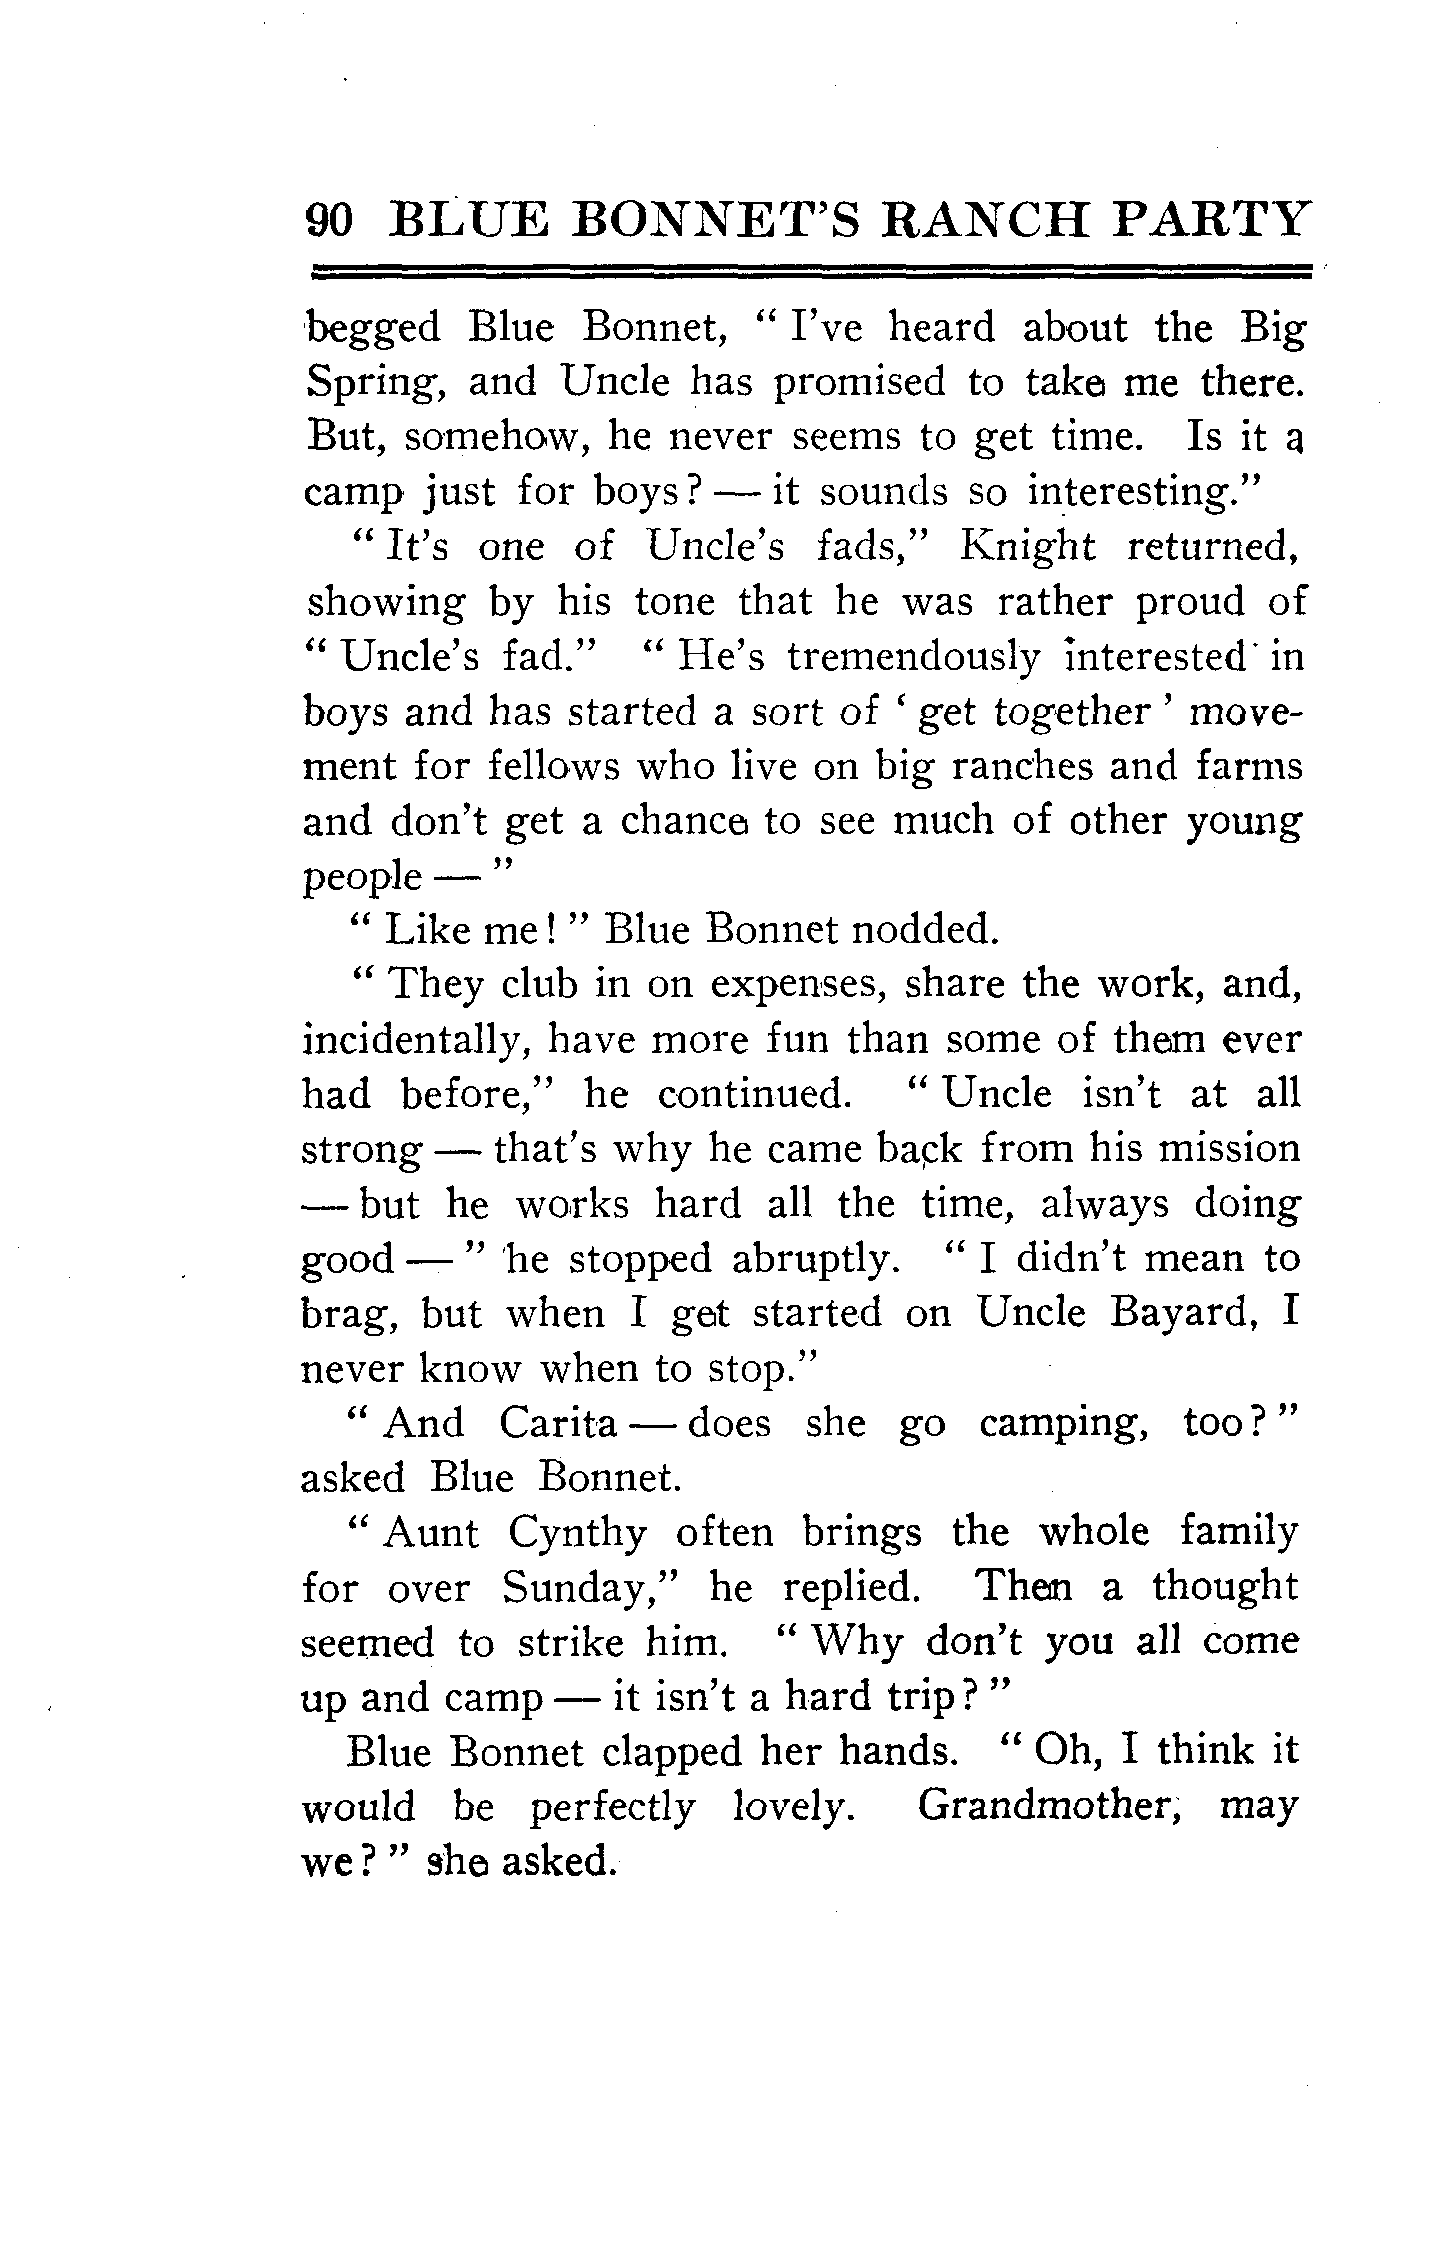 90 BLUE BONNET'S RANCH PARTY
begged Blue Bonnet, " I've heard about the Big
Spring, and Uncle has promised to take me there.
But, somehow, he never seems to get time. Is it a
camp just for boys? — it sounds so interesting."
" It's one of Uncle's fads," Knight returned,
showing by his tone that he was rather proud of
" Uncle's fad." " He's tremendously interested in
boys and has started a sort of ' get together ' move-
ment for fellows who live on big ranches and farms
and don't get a chance to see much of other young
people — "
" Like me! " Blue Bonnet nodded.
" They club in on expenses, share the work, and,
incidentally, have more fun than some of them ever
had before," he continued. " Uncle isn't at all
strong — that's why he came back from his mission
— but he works hard all the time, always doing
good — " he stopped abruptly. " I didn't mean to
brag, but when I get started on Uncle Bayard, I
never know when to stop."
" And Carita — does she go camping, too? "
asked Blue Bonnet.
" Aunt Cynthy often brings the whole family
for over Sunday," he replied. Then a thought
seemed to strike him. " Why don't you all come
up and camp — it isn't a hard trip? "
Blue Bonnet clapped her hands. " Oh, I think it
would be perfectly lovely. Grandmother, may
we? " she asked.